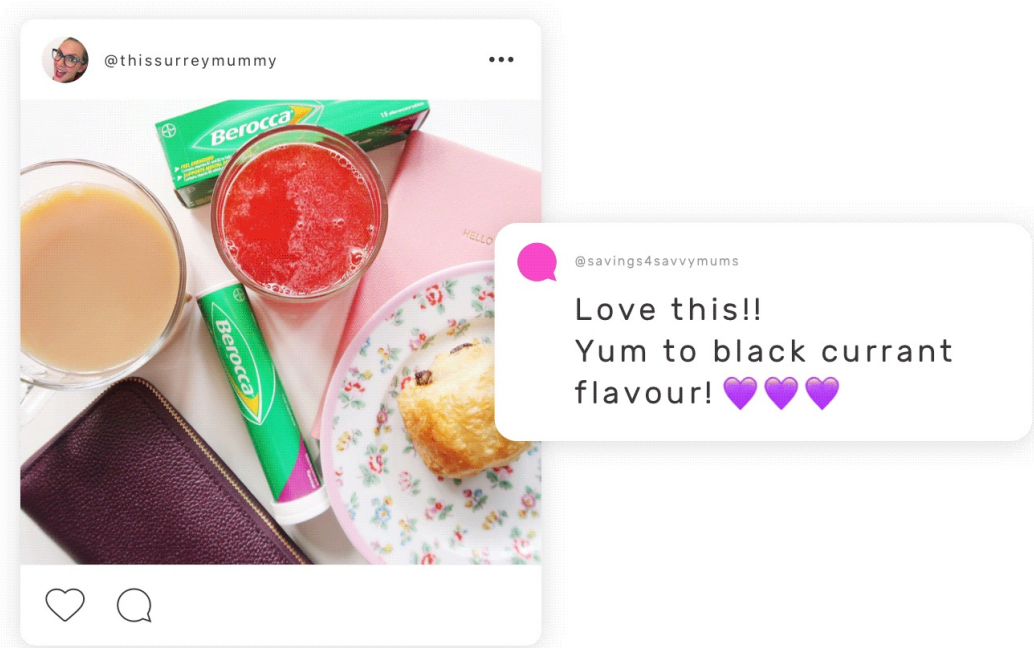 @thissurreymummy
Berocca
Berocca
HELLO
@savings4savvymums
Love this!!
Yum to black currant
flavour! 💜💜💜